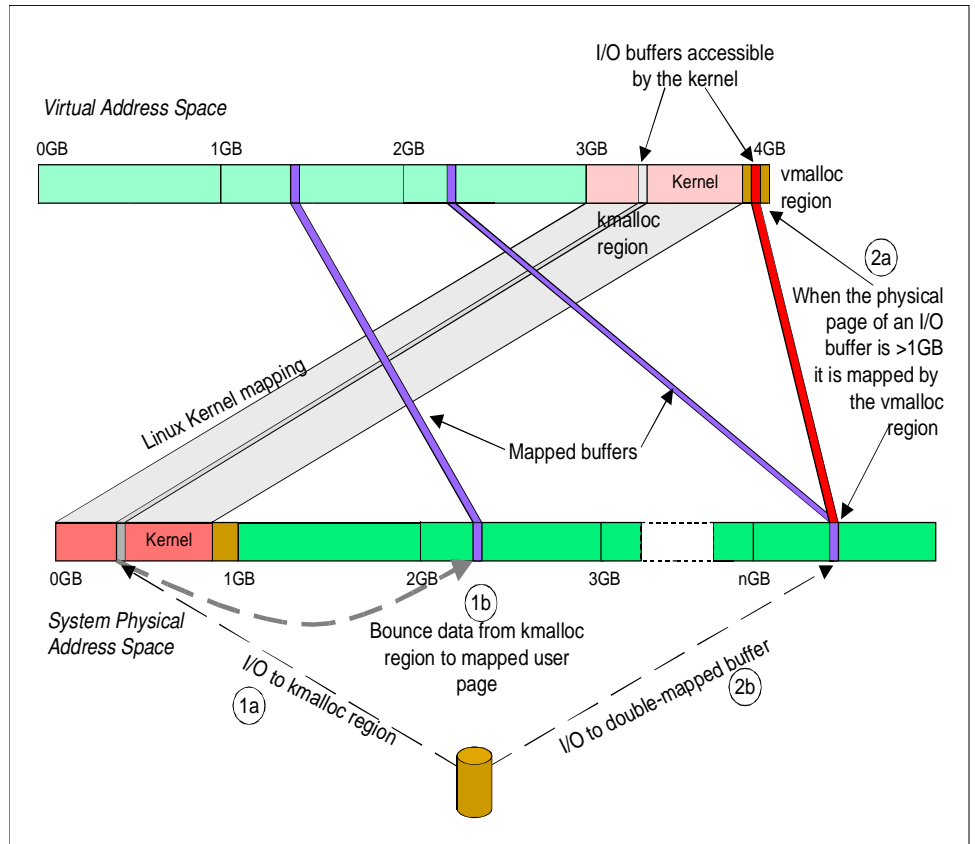 I/O buffers accessible
by the kernel
Virtual Address Space
0GB 1GB 2GB 3GB 4GB
Kernel
vmalloc
region
kmalloc
region
2a
When the physical
page of an I/O
buffer is >1GB
it is mapped by
the vmalloc
region
Linux Kernel mapping
Mapped buffers
Kernel
0GB 1GB 2GB 3GB nGB
System Physical
Address Space
1b
Bounce data from kmalloc
region to mapped user
page
I/O to kmalloc region
1a
I/O to double-mapped buffer
2b